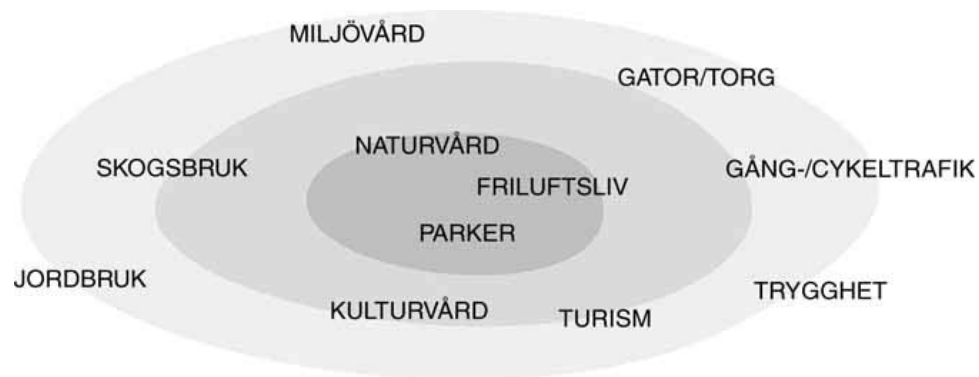 MILJÖVÅRD
GATOR/TORG
NATURVÅRD
SKOGSBRUK
GÅNG-/CYKELTRAFIK
FRILUFTSLIV
PARKER
JORDBRUK
TRYGGHET
KULTURVÅRD
TURISM